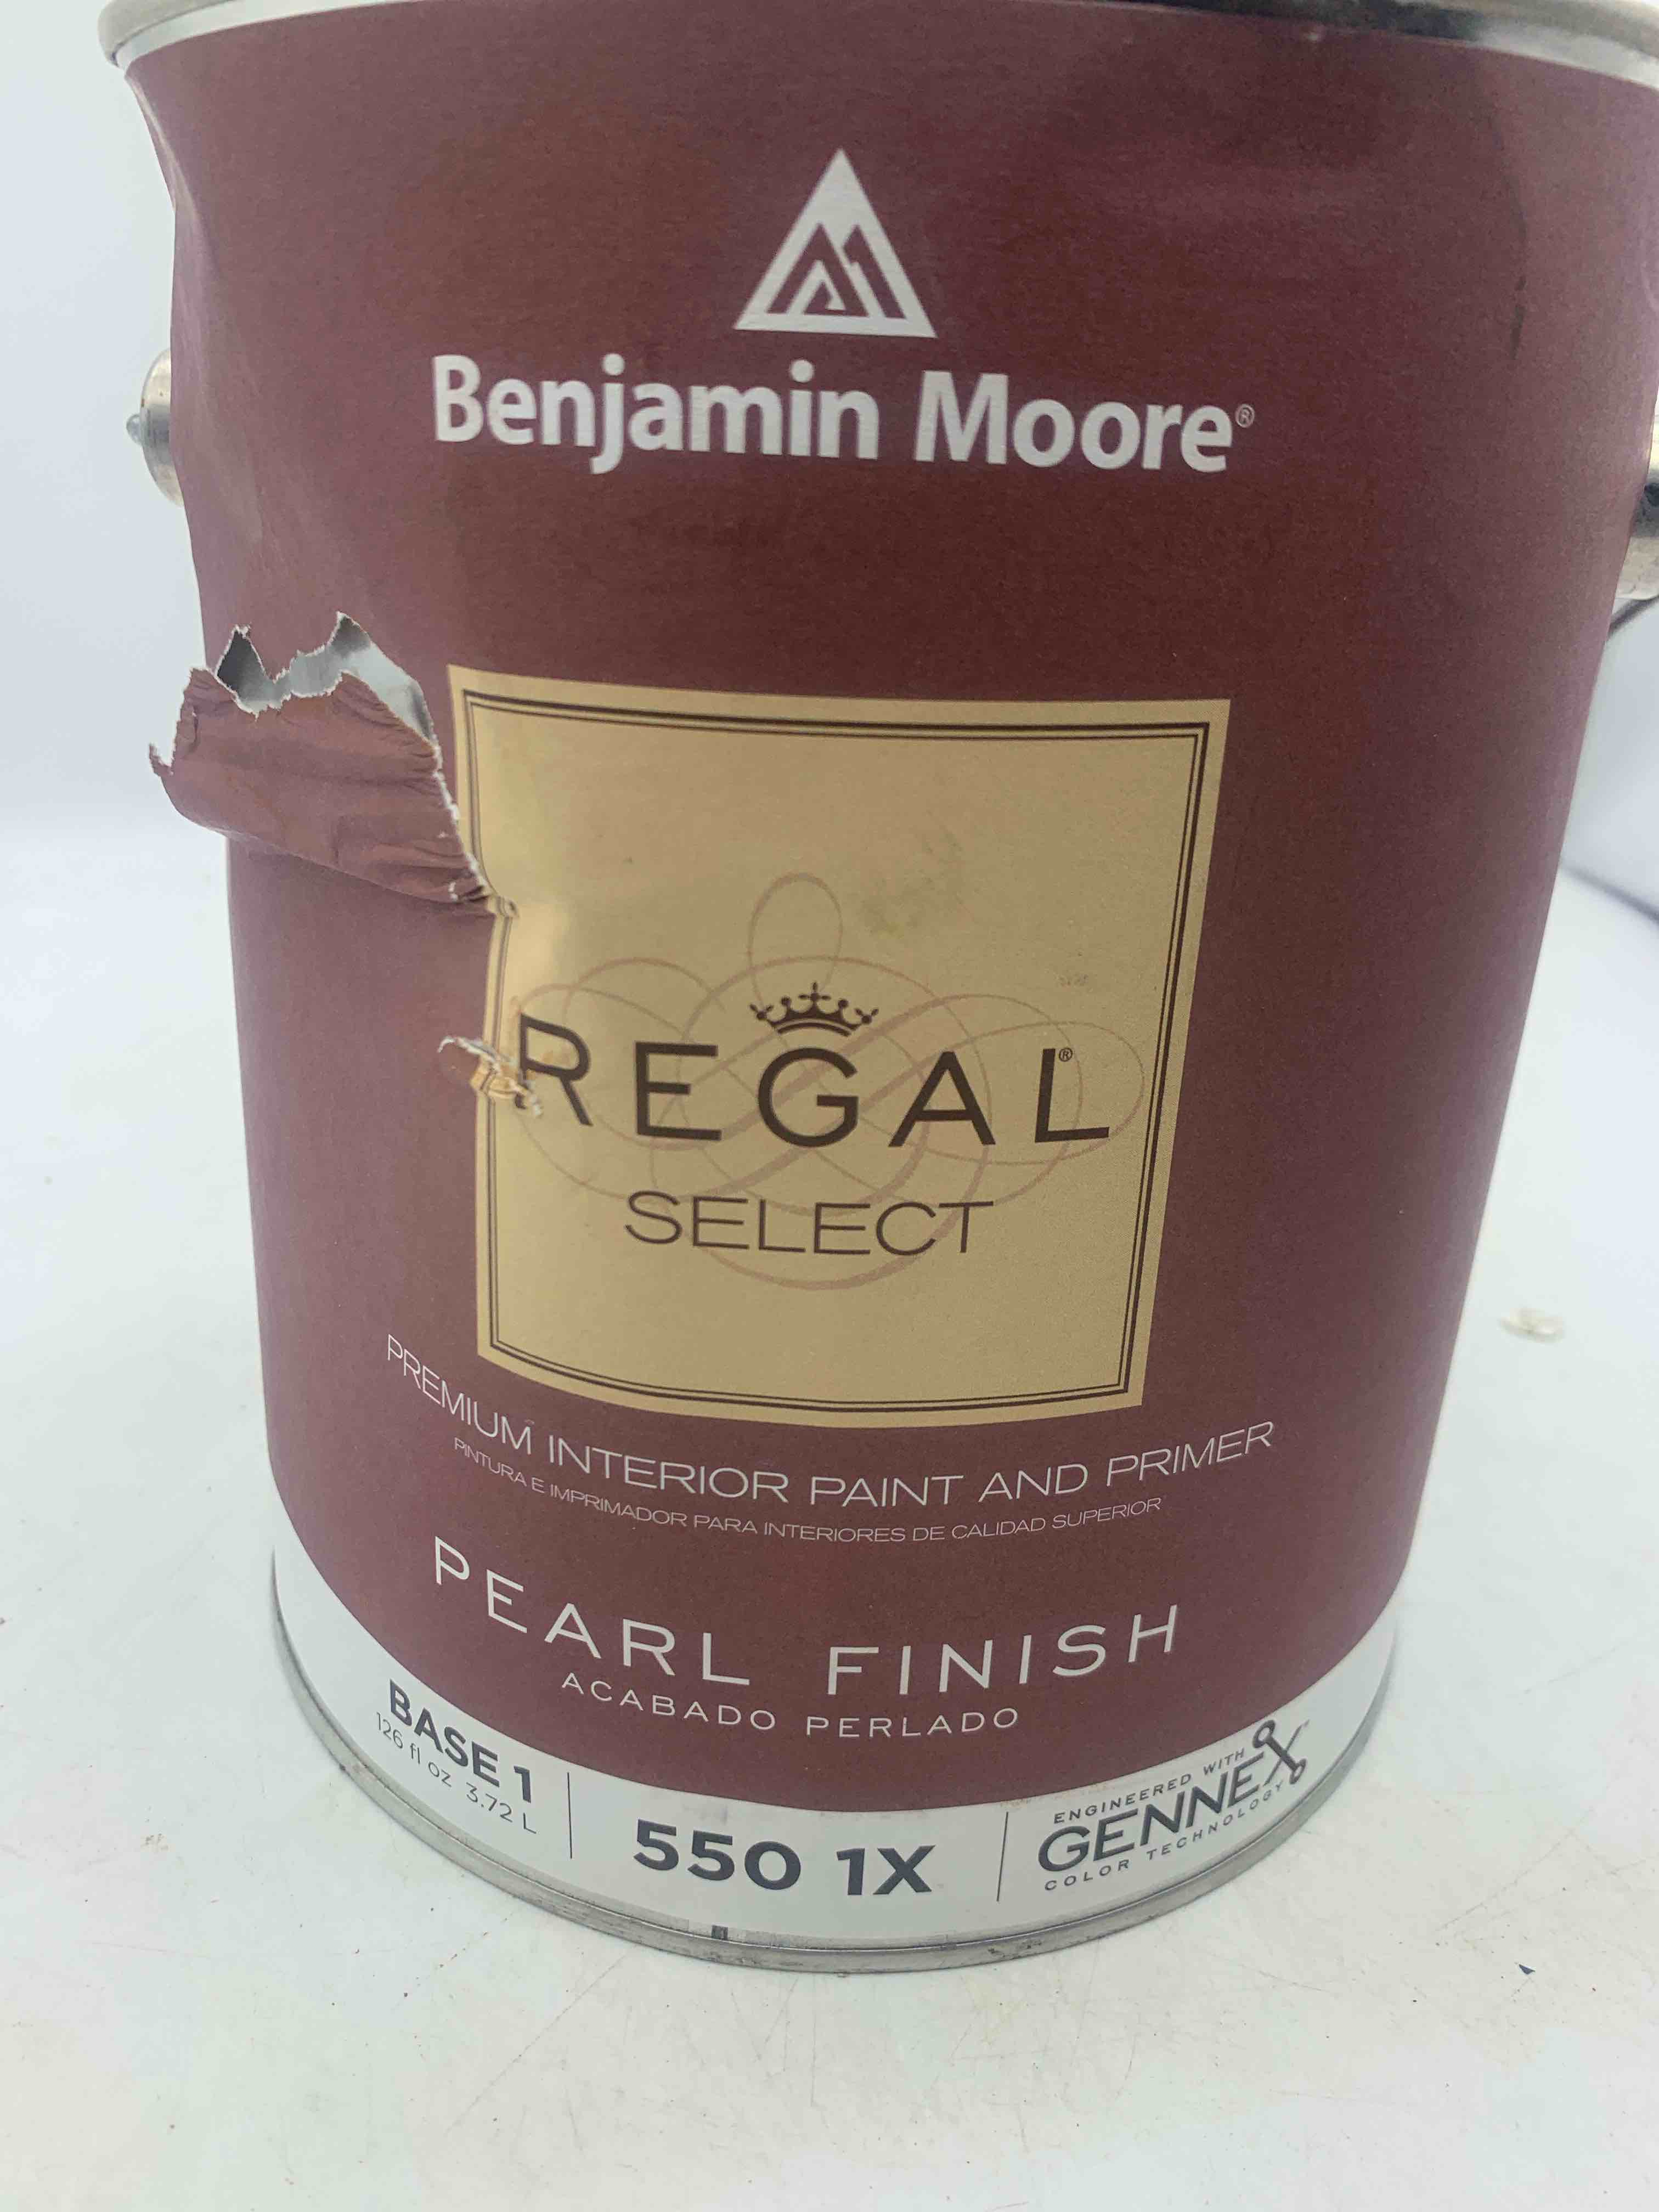 Benjamin Moore®
REGAL®
SELECT
PREMIUM INTERIOR PAINT AND PRIMER
PINTURA E IMPRIMADOR PARA INTERIORES DE CALIDAD SUPERIOR
PEARL FINISH
ACABADO PERLADO
BASE 1
126 fl oz 3.72 L
550 1X
ENGINEERED WITH
GENNEX
COLOR TECHNOLOGY